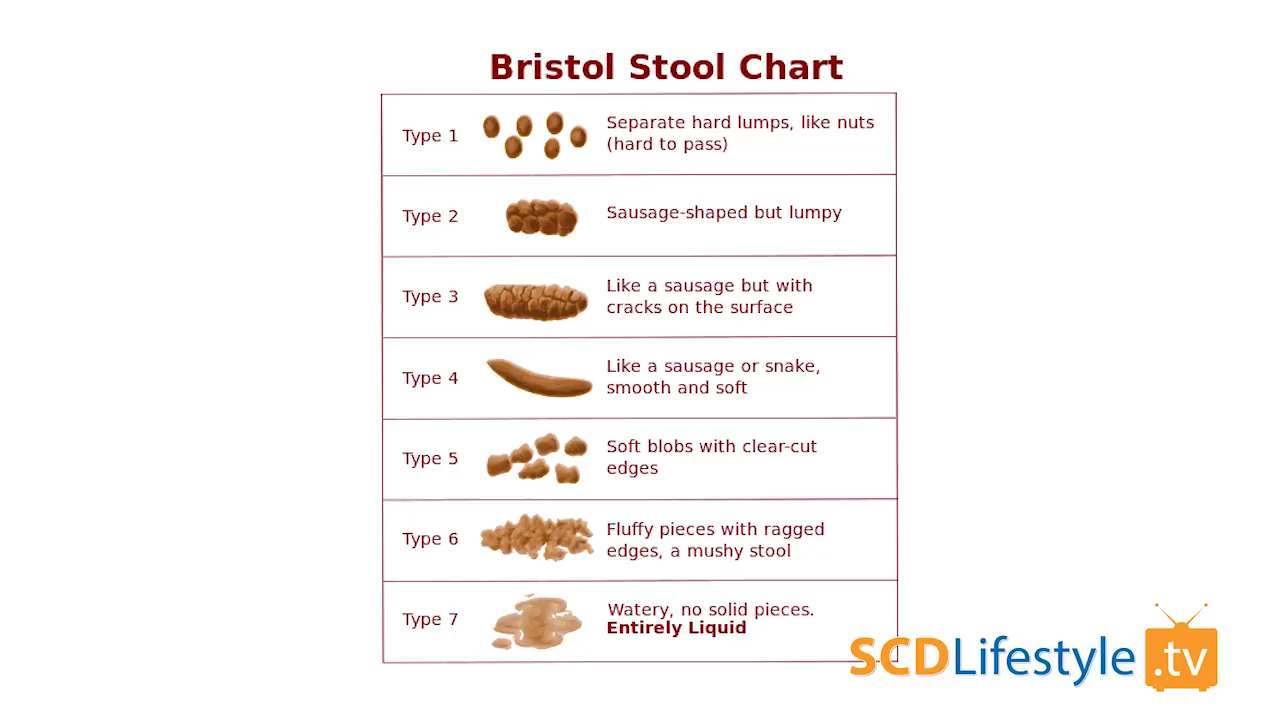 Bristol Stool Chart
Type 1
Separate hard lumps, like nuts
(hard to pass)
Type 2
Sausage-shaped but lumpy
Type 3
Like a sausage but with
cracks on the surface
Type 4
Like a sausage or snake,
smooth and soft
Type 5
Soft blobs with clear-cut
edges
Type 6
Fluffy pieces with ragged
edges, a mushy stool
Type 7
Watery, no solid pieces.
Entirely Liquid
SCDLifestyle.tv